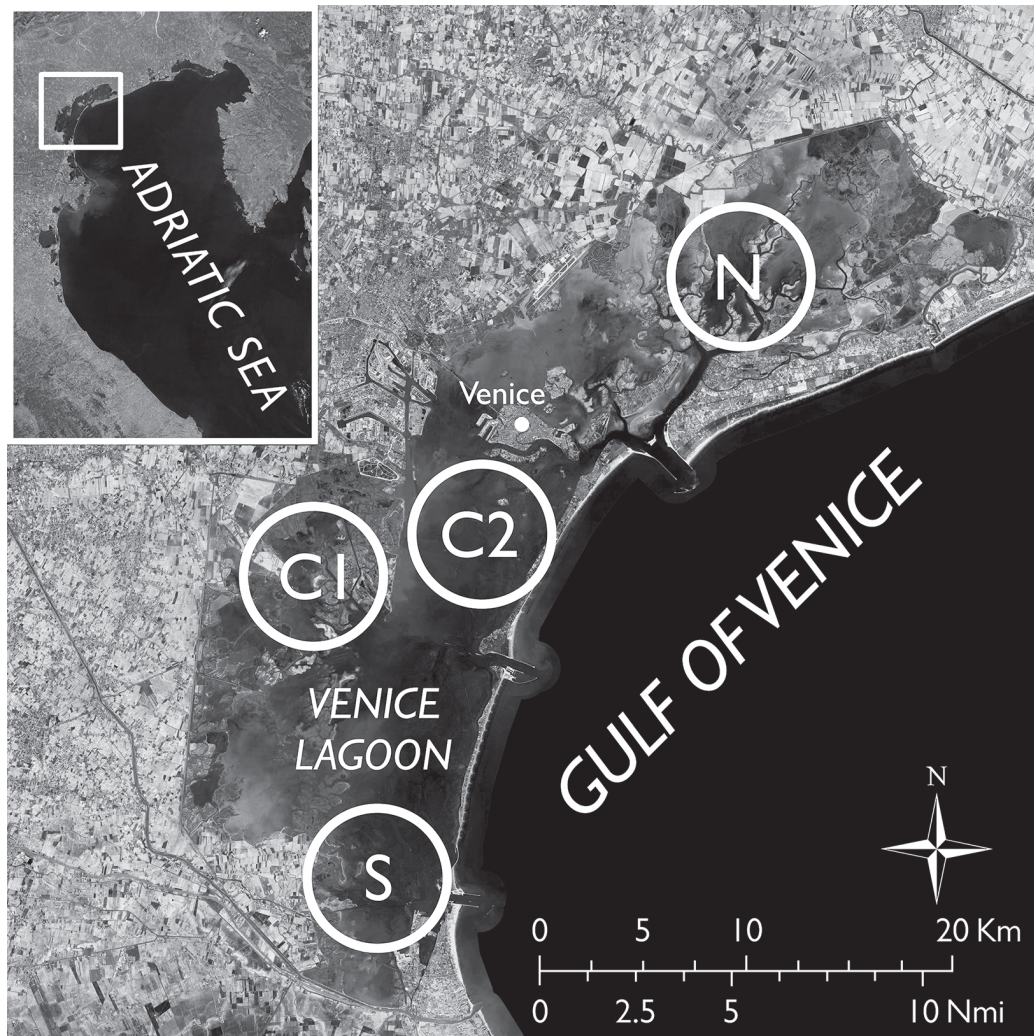 ADRIATIC SEA
N
Venice
C2
C1
GULF OF VENICE
VENICE
LAGOON
S
N
0 5 10 20 Km
0 2.5 5 10 Nmi